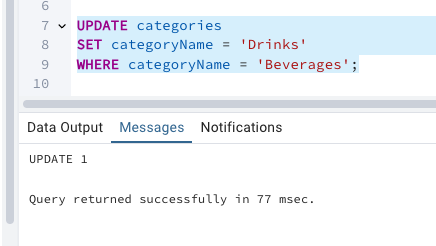 6
7 UPDATE categories
8 SET categoryName = 'Drinks'
9 WHERE categoryName = 'Beverages';
10
Data Output Messages Notifications
UPDATE 1
Query returned successfully in 77 msec.